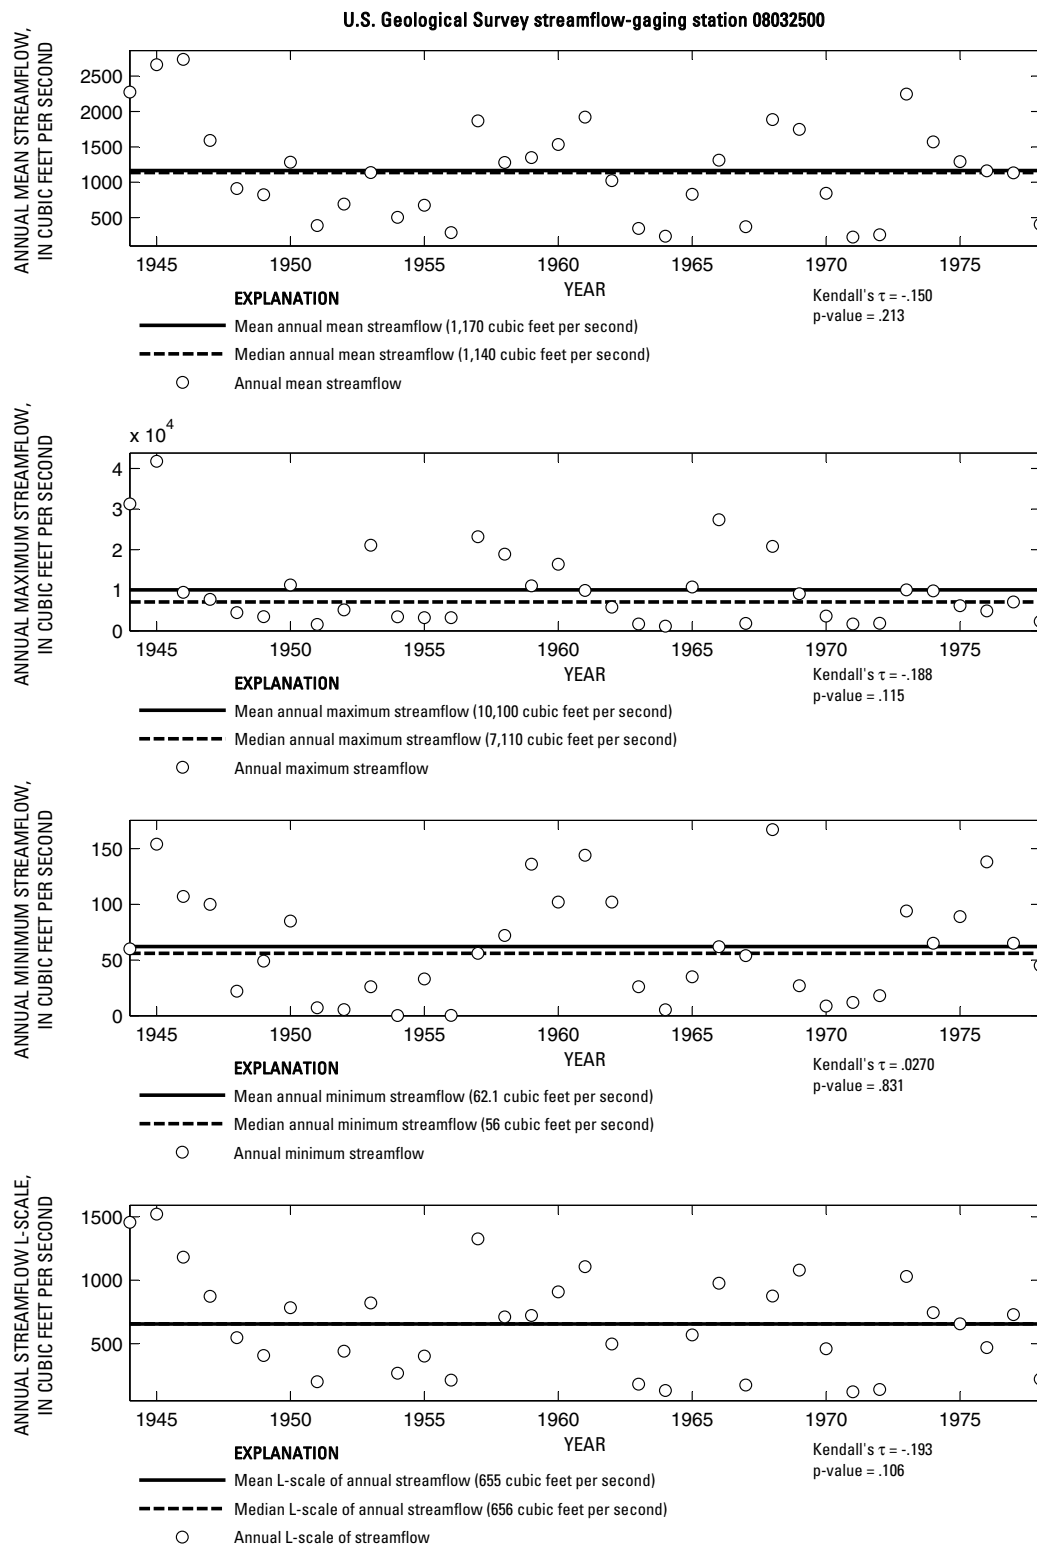 U.S. Geological Survey streamflow-gaging station 08032500
ANNUAL MEAN STREAMFLOW,
IN CUBIC FEET PER SECOND
2500
2000
1500
1000
500
1945 1950 1955 1960 1965 1970 1975
YEAR
EXPLANATION
Mean annual mean streamflow (1,170 cubic feet per second)
Median annual mean streamflow (1,140 cubic feet per second)
Annual mean streamflow
Kendall's τ = -.150
p-value = .213
ANNUAL MAXIMUM STREAMFLOW,
IN CUBIC FEET PER SECOND
x 10^4
4
3
2
1
0
1945 1950 1955 1960 1965 1970 1975
YEAR
EXPLANATION
Mean annual maximum streamflow (10,100 cubic feet per second)
Median annual maximum streamflow (7,110 cubic feet per second)
Annual maximum streamflow
Kendall's τ = -.188
p-value = .115
ANNUAL MINIMUM STREAMFLOW,
IN CUBIC FEET PER SECOND
150
100
50
0
1945 1950 1955 1960 1965 1970 1975
YEAR
EXPLANATION
Mean annual minimum streamflow (62.1 cubic feet per second)
Median annual minimum streamflow (56 cubic feet per second)
Annual minimum streamflow
Kendall's τ = .0270
p-value = .831
ANNUAL STREAMFLOW L-SCALE,
IN CUBIC FEET PER SECOND
1500
1000
500
1945 1950 1955 1960 1965 1970 1975
YEAR
EXPLANATION
Mean L-scale of annual streamflow (655 cubic feet per second)
Median L-scale of annual streamflow (656 cubic feet per second)
Annual L-scale of streamflow
Kendall's τ = -.193
p-value = .106